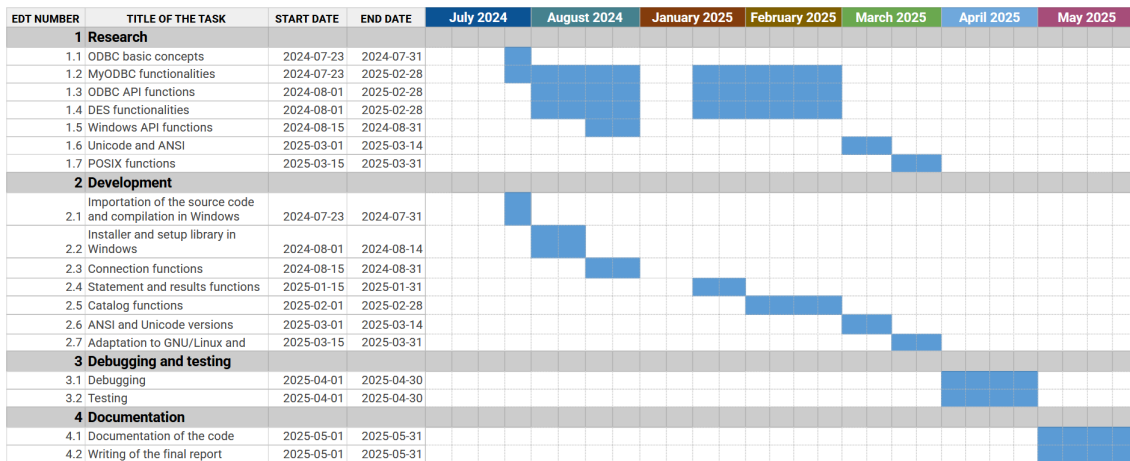 EDT NUMBER TITLE OF THE TASK START DATE END DATE July 2024 August 2024 January 2025 February 2025 March 2025 April 2025 May 2025
1 Research
1.1 ODBC basic concepts 2024-07-23 2024-07-31
1.2 MyODBC functionalities 2024-07-23 2025-02-28
1.3 ODBC API functions 2024-08-01 2025-02-28
1.4 DES functionalities 2024-08-01 2025-02-28
1.5 Windows API functions 2024-08-15 2024-08-31
1.6 Unicode and ANSI 2025-03-01 2025-03-14
1.7 POSIX functions 2025-03-15 2025-03-31
2 Development
Importation of the source code
2.1 and compilation in Windows 2024-07-23 2024-07-31
Installer and setup library in
2.2 Windows 2024-08-01 2024-08-14
2.3 Connection functions 2024-08-15 2024-08-31
2.4 Statement and results functions 2025-01-15 2025-01-31
2.5 Catalog functions 2025-02-01 2025-02-28
2.6 ANSI and Unicode versions 2025-03-01 2025-03-14
2.7 Adaptation to GNU/Linux and 2025-03-15 2025-03-31
3 Debugging and testing
3.1 Debugging 2025-04-01 2025-04-30
3.2 Testing 2025-04-01 2025-04-30
4 Documentation
4.1 Documentation of the code 2025-05-01 2025-05-31
4.2 Writing of the final report 2025-05-01 2025-05-31